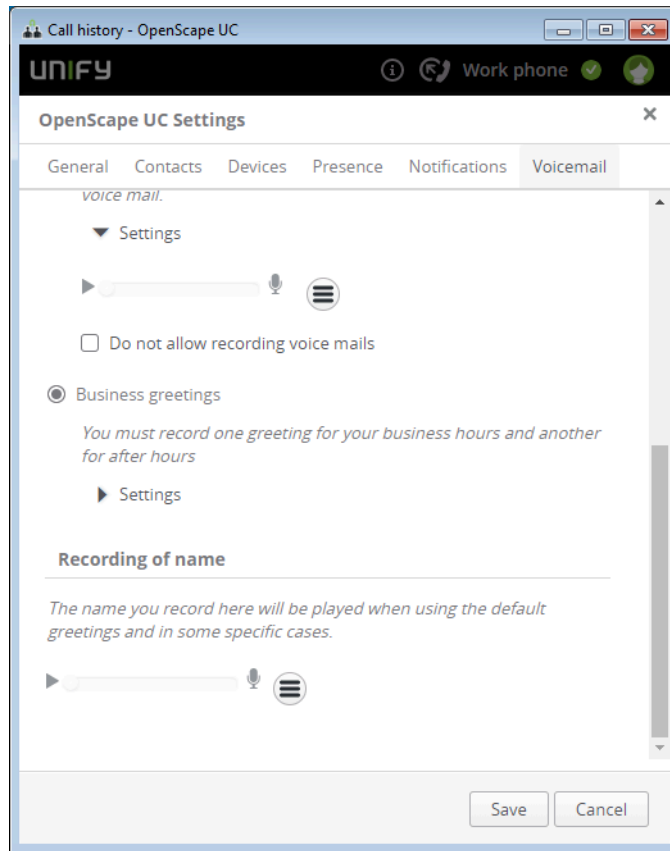 Call history - OpenScape UC
UNIFY
Work phone
OpenScape UC Settings
General Contacts Devices Presence Notifications Voicemail
voice mail.
Settings
Do not allow recording voice mails
Business greetings
You must record one greeting for your business hours and another
for after hours
Settings
Recording of name
The name you record here will be played when using the default
greetings and in some specific cases.
Save Cancel